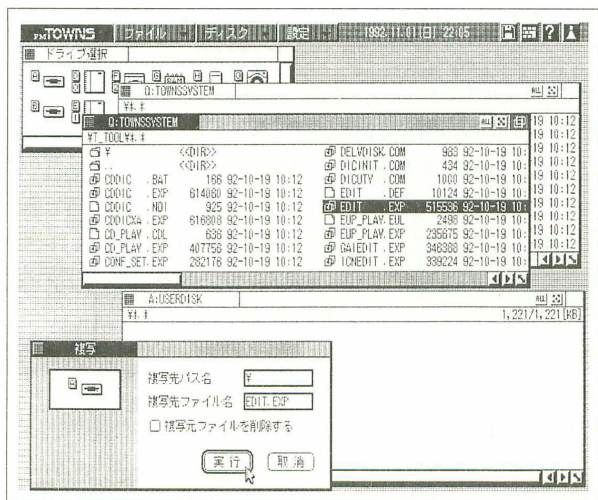 FM TOWNS ファイル ディスク 設定 1992-11-01(日) 22:05
ドライブ選択
Q:TOWNSSYSTEM ALL
¥*.*
Q:TOWNSSYSTEM ALL
¥T_TOOL¥*.*
¥ <<DIR>>
.. <<DIR>>
CDDIC .BAT 166 92-10-19 10:12
CDDIC .EXP 614060 92-10-19 10:12
CDDIC .NOI 925 92-10-19 10:12
CDDICXA .EXP 616808 92-10-19 10:12
CD_PLAY .CDL 636 92-10-19 10:12
CD_PLAY .EXP 407756 92-10-19 10:12
CONF_SET.EXP 282176 92-10-19 10:12
DELVDISK.COM 983 92-10-19 10:
DICINIT .COM 434 92-10-19 10:
DICUTY .COM 1000 92-10-19 10:
EDIT .DEF 10124 92-10-19 10:
EDIT .EXP 515536 92-10-19 10:
EUP_PLAY.EUL 2498 92-10-19 10:
EUP_PLAY.EXP 10:
GAIEDIT .EXP 10:
ICNEDIT .EXP 339224 92-10-19 10:
19 10:12
19 10:12
19 10:12
19 10:12
19 10:12
19 10:12
19 10:12
19 10:12
19 10:12
A:USERDISK ALL
¥*.* 1,221/1,221[KB]
複写
複写先パス名 ¥
複写先ファイル名 EDIT.EXP
複写元ファイルを削除する
実行 取消